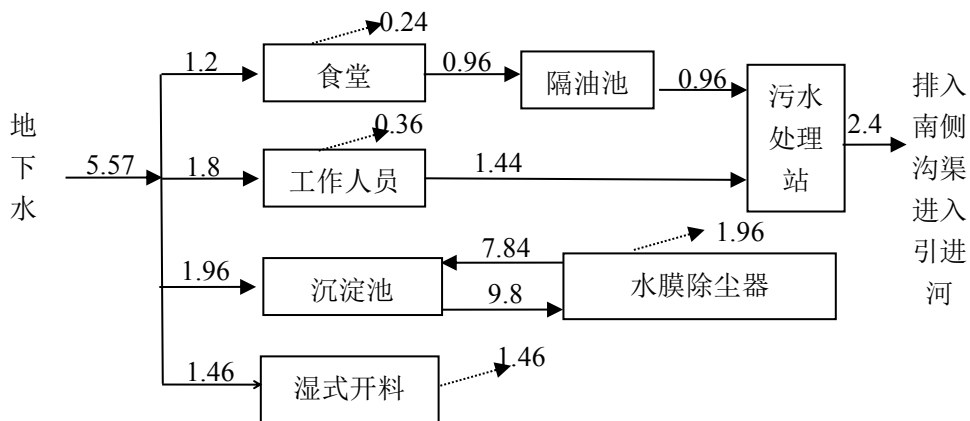 0.24
1.2
食堂
0.96
隔油池
0.96
污水
处理
站
2.4
排入
南侧
沟渠
进入
引进
河
地
下
水
5.57
0.36
1.8
工作人员
1.44
1.96
7.84
1.96
沉淀池
9.8
水膜除尘器
1.46
1.46
湿式开料